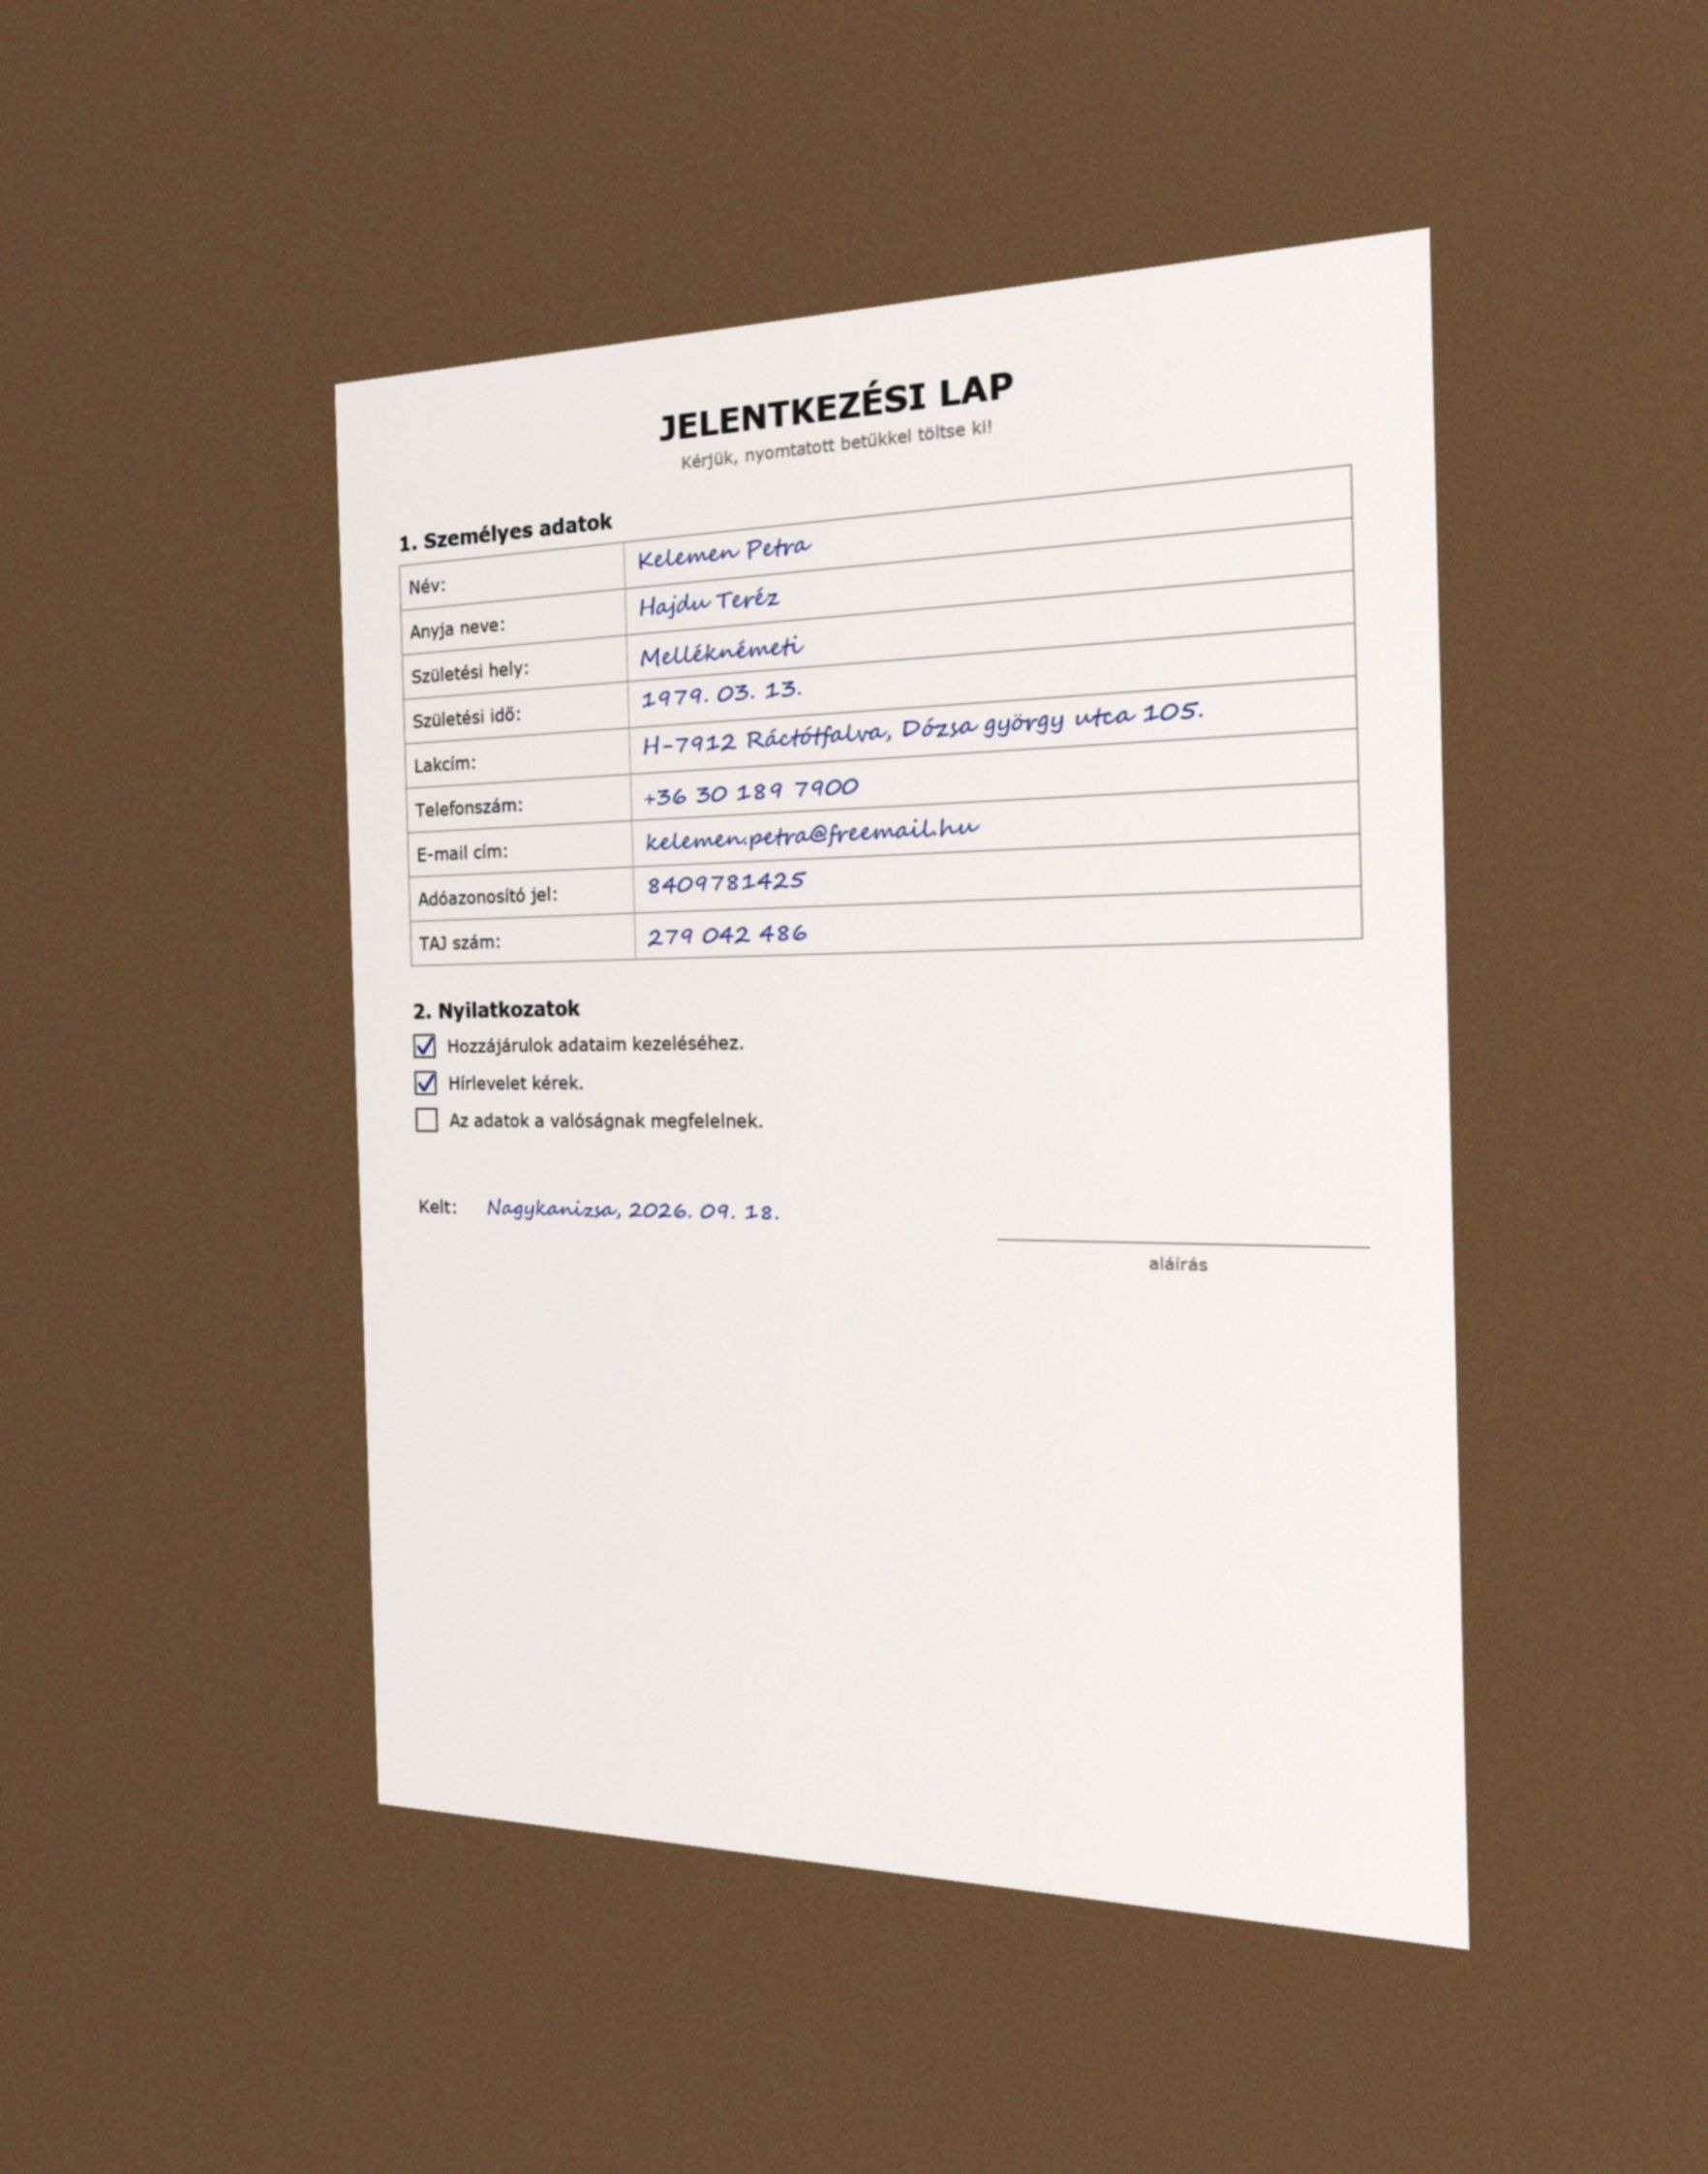 JELENTKEZÉSI LAP
Kérjük, nyomtatott betűkkel töltse ki!
1. Személyes adatok
Név: Kelemen Petra
Anyja neve: Hajdu Teréz
Születési hely: Melléknémeti
Születési idő: 1979. 03. 13.
Lakcím: H-7912 Ráctótfalva, Dózsa györgy utca 105.
Telefonszám: +36 30 189 7900
E-mail cím: kelemen.petra@freemail.hu
Adóazonosító jel: 8409781425
TAJ szám: 279 042 486
2. Nyilatkozatok
Hozzájárulok adataim kezeléséhez.
Hírlevelet kérek.
Az adatok a valóságnak megfelelnek.
Kelt: Nagykanizsa, 2026. 09. 18.
aláírás